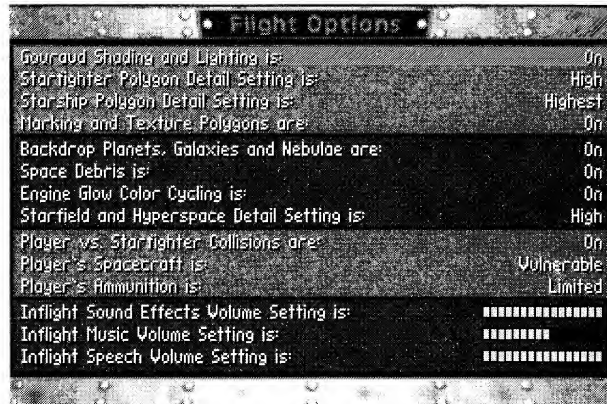 Flight Options
Gouraud Shading and Lighting is: On
Starfighter Polygon Detail Setting is: High
Starship Polygon Detail Setting is: Highest
Marking and Texture Polygons are: On
Backdrop Planets, Galaxies and Nebulae are: On
Space Debris is: On
Engine Glow Color Cycling is: On
Starfield and Hyperspace Detail Setting is: High
Player vs. Starfighter Collisions are: On
Player's Spacecraft is: Vulnerable
Player's Ammunition is: Limited
Inflight Sound Effects Volume Setting is:
Inflight Music Volume Setting is:
Inflight Speech Volume Setting is: